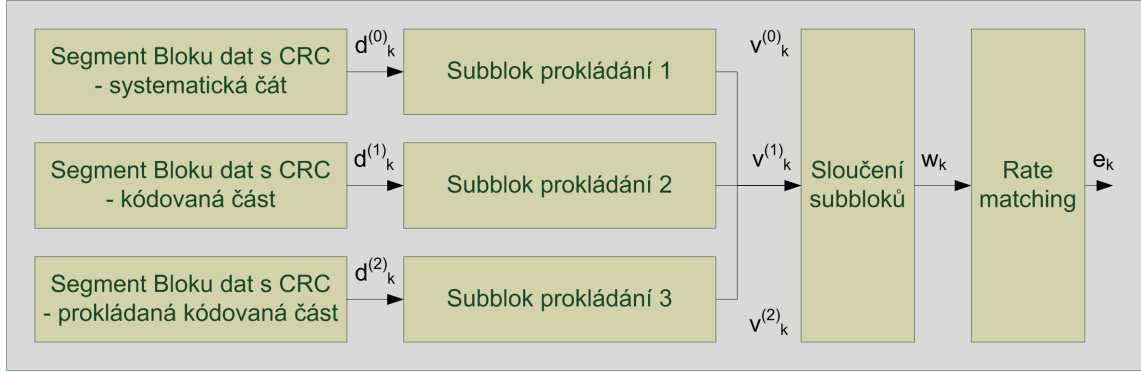 Segment Bloku dat s CRC
- systematická čát
d(0)k
Subblok prokládání 1
v(0)k
Segment Bloku dat s CRC
- kódovaná část
d(1)k
Subblok prokládání 2
v(1)k
Sloučení
subbloků
wk
Rate
matching
ek
Segment Bloku dat s CRC
- prokládaná kódovaná část
d(2)k
Subblok prokládání 3
v(2)k